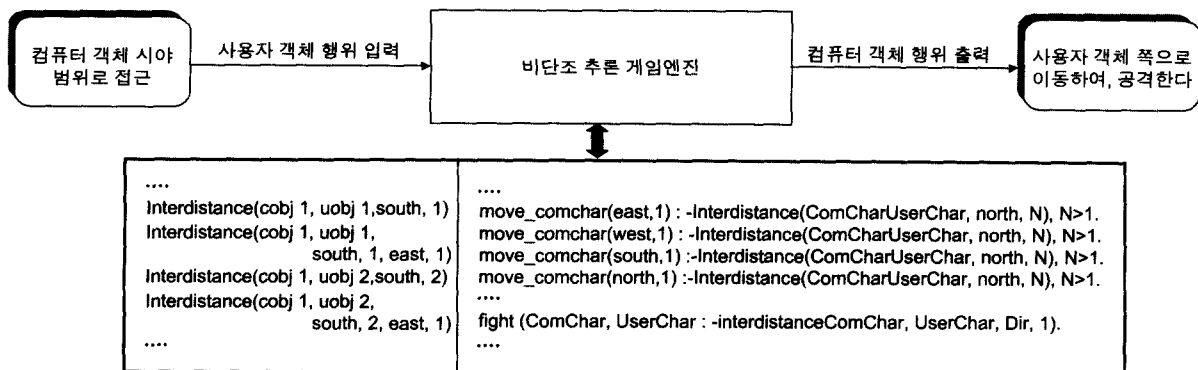 컴퓨터 객체 시야
범위로 접근
사용자 객체 행위 입력
비단조 추론 게임엔진
컴퓨터 객체 행위 출력
사용자 객체 쪽으로
이동하여, 공격한다
....
Interdistance(cobj 1, uobj 1,south, 1)
Interdistance(cobj 1, uobj 1,
south, 1, east, 1)
Interdistance(cobj 1, uobj 2,south, 2)
Interdistance(cobj 1, uobj 2,
south, 2, east, 1)
....
....
move_comchar(east,1) : -Interdistance(ComCharUserChar, north, N), N>1.
move_comchar(west,1) : -Interdistance(ComCharUserChar, north, N), N>1.
move_comchar(south,1) :-Interdistance(ComCharUserChar, north, N), N>1.
move_comchar(north,1) :-Interdistance(ComCharUserChar, north, N), N>1.
....
fight (ComChar, UserChar : -interdistanceComChar, UserChar, Dir, 1).
....